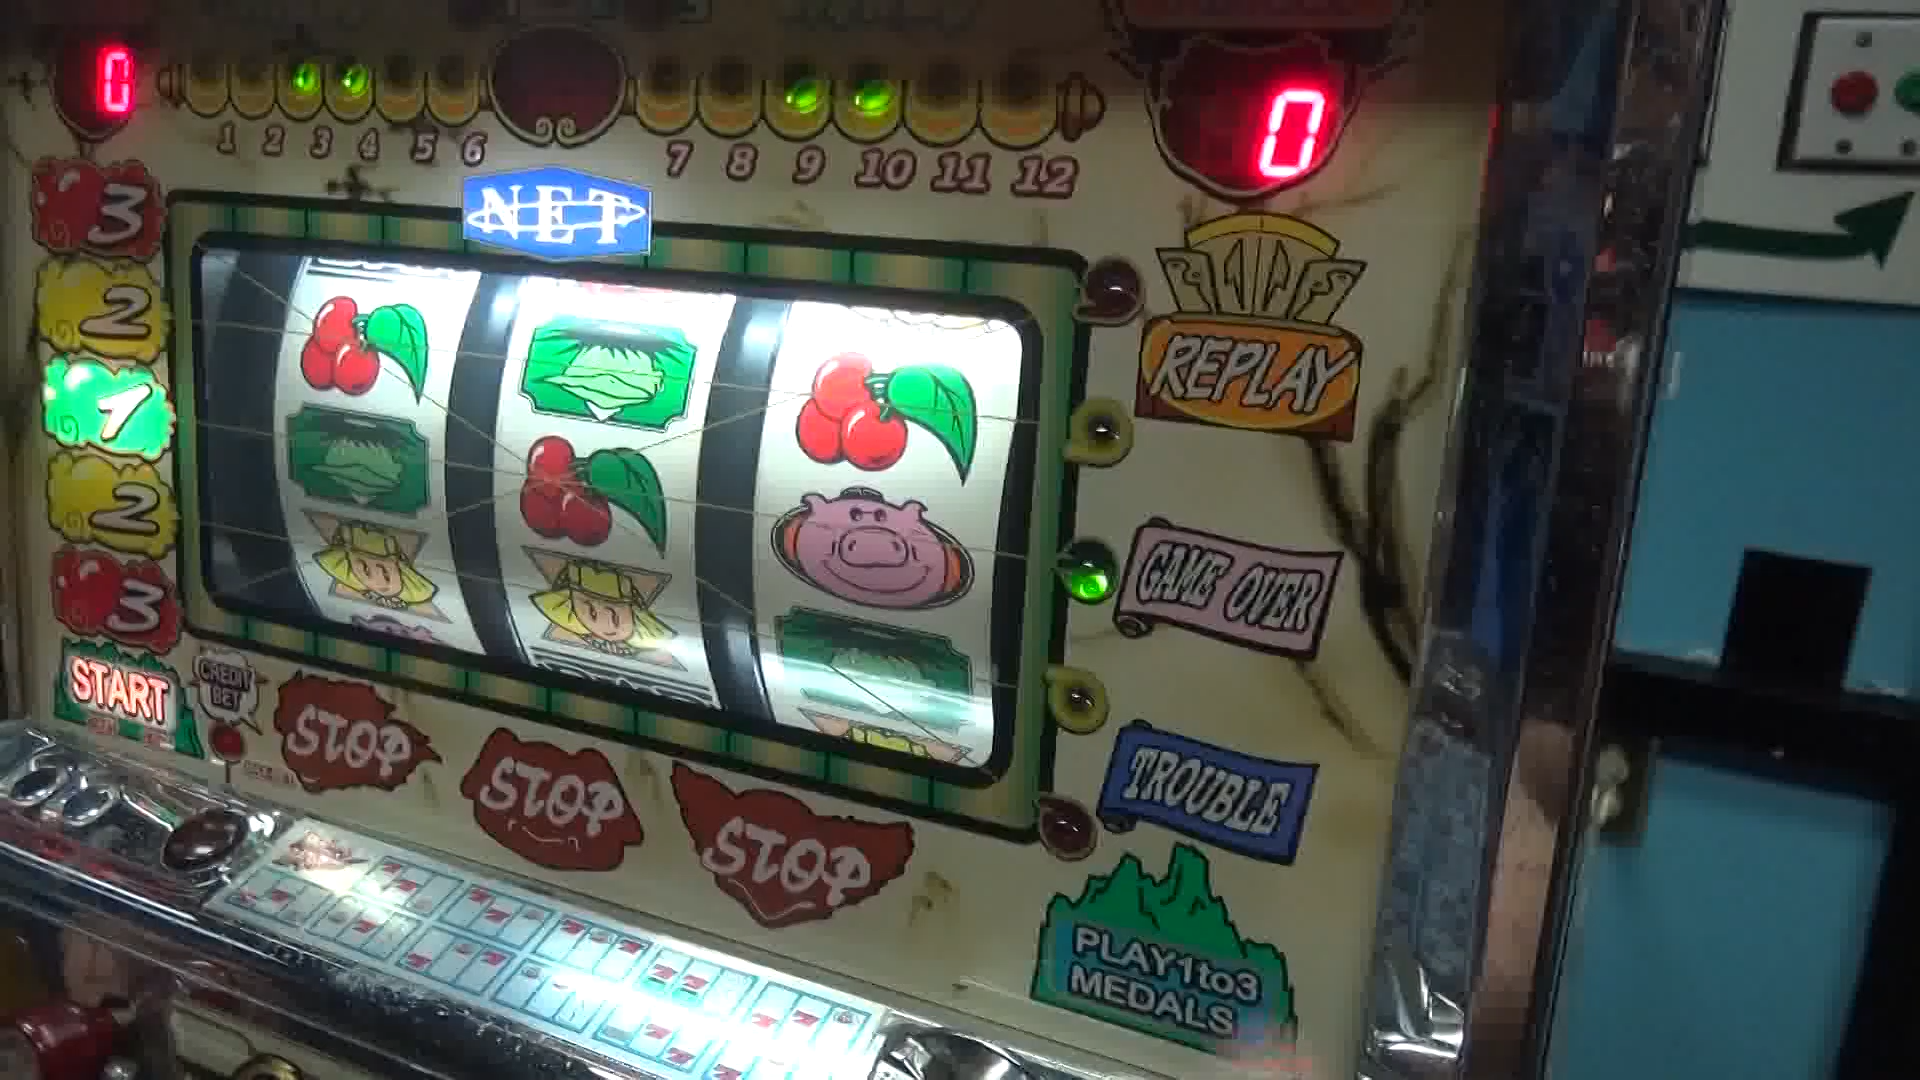 0
0
1 2 3 4 5 6
7 8 9 10 11 12
NET
3
2
1
2
3
REPLAY
GAME OVER
START
CREDIT
BET
STOP
STOP
STOP
TROUBLE
PLAY1to3
MEDALS